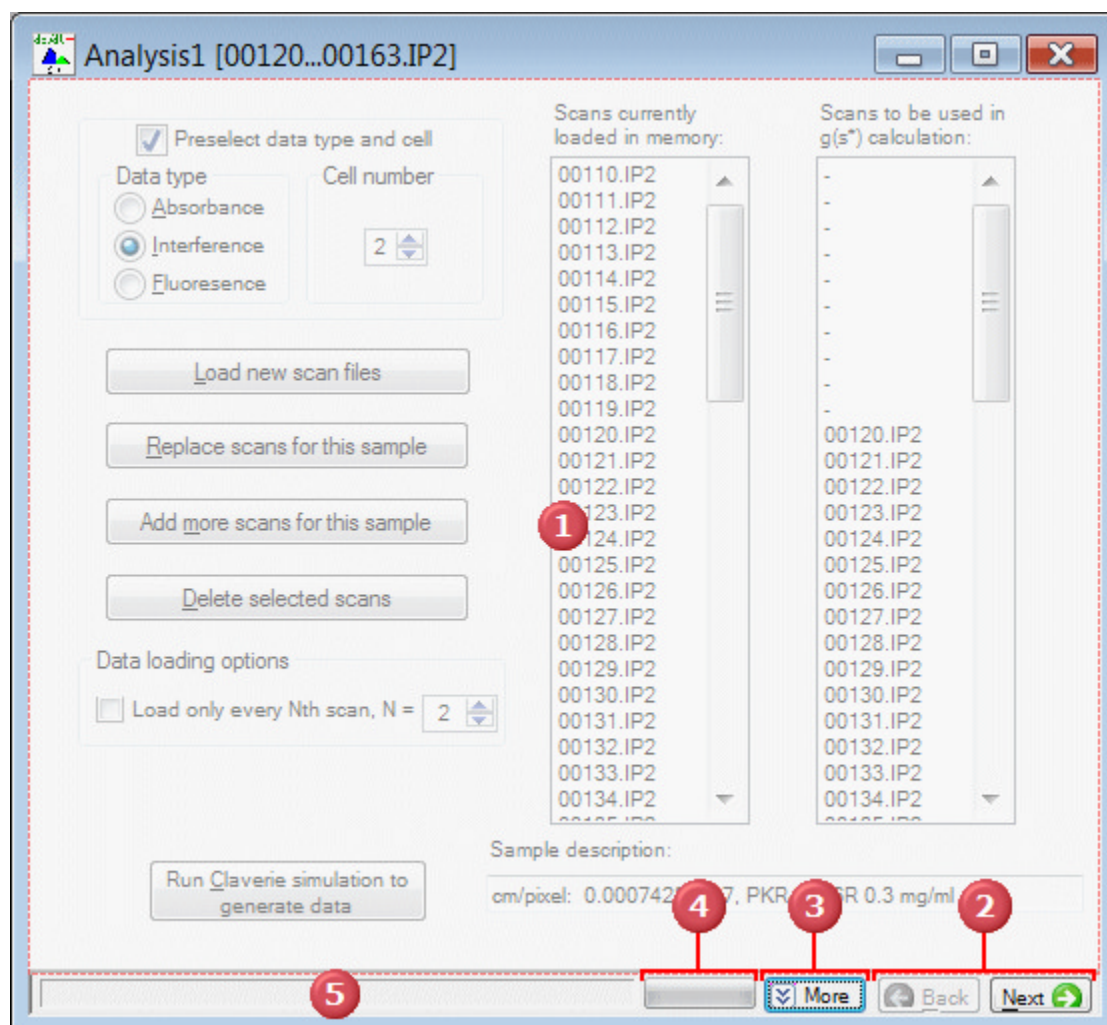 Analysis1 [00120...00163.IP2]
Preselect data type and cell
Data type
Absorbance
Interference
Fluoresence
Cell number
2
Load new scan files
Replace scans for this sample
Add more scans for this sample
Delete selected scans
Data loading options
Load only every Nth scan, N = 2
Run Claverie simulation to
generate data
Scans currently
loaded in memory:
00110.IP2
00111.IP2
00112.IP2
00113.IP2
00114.IP2
00115.IP2
00116.IP2
00117.IP2
00118.IP2
00119.IP2
00120.IP2
00121.IP2
00122.IP2
123.IP2
124.IP2
00125.IP2
00126.IP2
00127.IP2
00128.IP2
00129.IP2
00130.IP2
00131.IP2
00132.IP2
00133.IP2
00134.IP2
1
Scans to be used in
g(s*) calculation:
-
-
-
-
-
-
-
-
-
-
00120.IP2
00121.IP2
00122.IP2
00123.IP2
00124.IP2
00125.IP2
00126.IP2
00127.IP2
00128.IP2
00129.IP2
00130.IP2
00131.IP2
00132.IP2
00133.IP2
00134.IP2
Sample description:
cm/pixel: 0.000742 7, PKR R 0.3 mg/ml
4
3
2
5
More
Back
Next